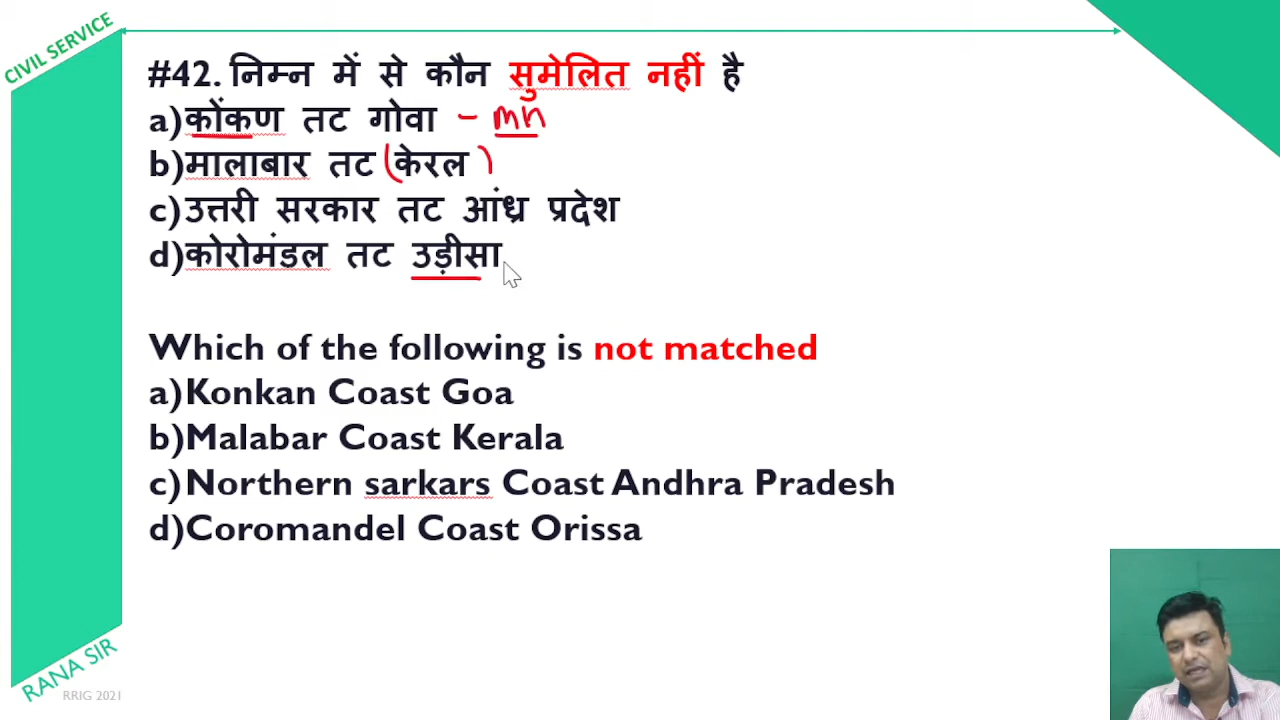 CIVIL SERVICE
#42. निम्न में से कौन सुमेलित नहीं है
a)कोंकण तट गोवा - mh
b)मालाबार तट (केरल)
c)उत्तरी सरकार तट आंध्र प्रदेश
d)कोरोमंडल तट उड़ीसा
Which of the following is not matched
a)Konkan Coast Goa
b)Malabar Coast Kerala
c)Northern sarkars Coast Andhra Pradesh
d)Coromandel Coast Orissa
RANA SIR
RRIG 2021